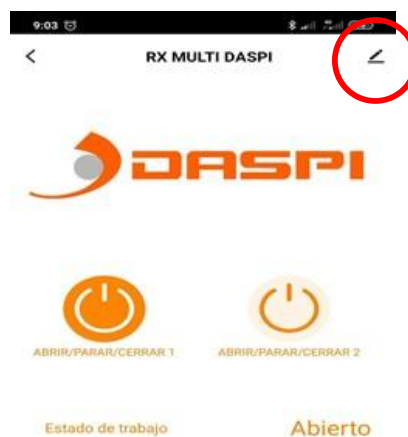 9:03
RX MULTI DASPI
DASPI
ABRIR/PARAR/CERRAR 1
ABRIR/PARAR/CERRAR 2
Estado de trabajo
Abierto